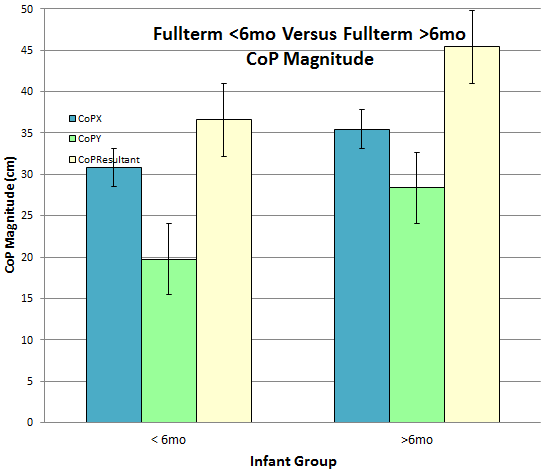 Fullterm <6mo Versus Fullterm >6mo
CoP Magnitude
50
45
40
35
30
25
20
15
10
5
0
CoP Magnitude (cm)
CoPX
CoPY
CoPResultant
< 6mo
>6mo
Infant Group